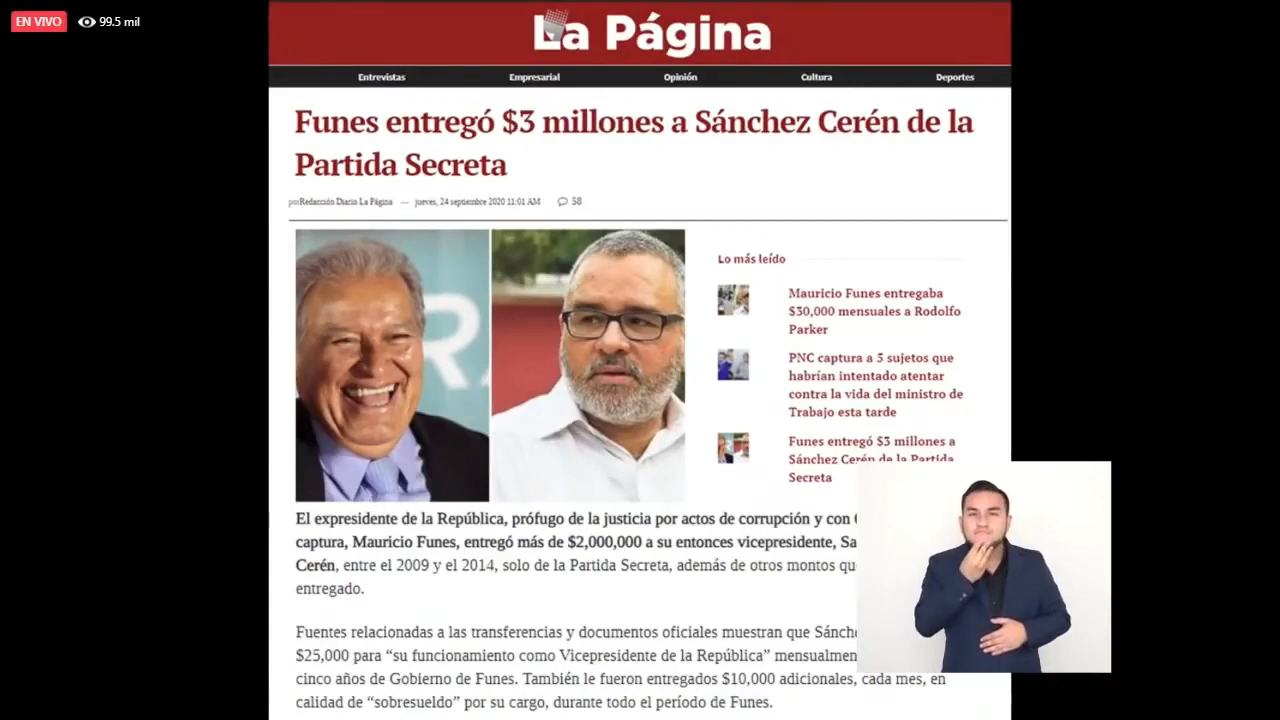 EN VIVO
99.5 mil
La Página
Entrevistas
Empresarial
Opinión
Cultura
Deportes
Funes entregó $3 millones a Sánchez Cerén de la
Partida Secreta
por Redacción Diario La Página — jueves, 24 septiembre 2020 11:01 AM 58
Lo más leído
Mauricio Funes entregaba
$30,000 mensuales a Rodolfo
Parker
PNC captura a 5 sujetos que
habrían intentado atentar
contra la vida del ministro de
Trabajo esta tarde
Funes entregó $3 millones a
Sánchez Cerén de la Partida
Secreta
El expresidente de la República, prófugo de la justicia por actos de corrupción y con
captura, Mauricio Funes, entregó más de $2,000,000 a su entonces vicepresidente, Sa
Cerén, entre el 2009 y el 2014, solo de la Partida Secreta, además de otros montos qu
entregado.
Fuentes relacionadas a las transferencias y documentos oficiales muestran que Sánch
$25,000 para “su funcionamiento como Vicepresidente de la República” mensualmen
cinco años de Gobierno de Funes. También le fueron entregados $10,000 adicionales, cada mes, en
calidad de “sobresueldo” por su cargo, durante todo el período de Funes.